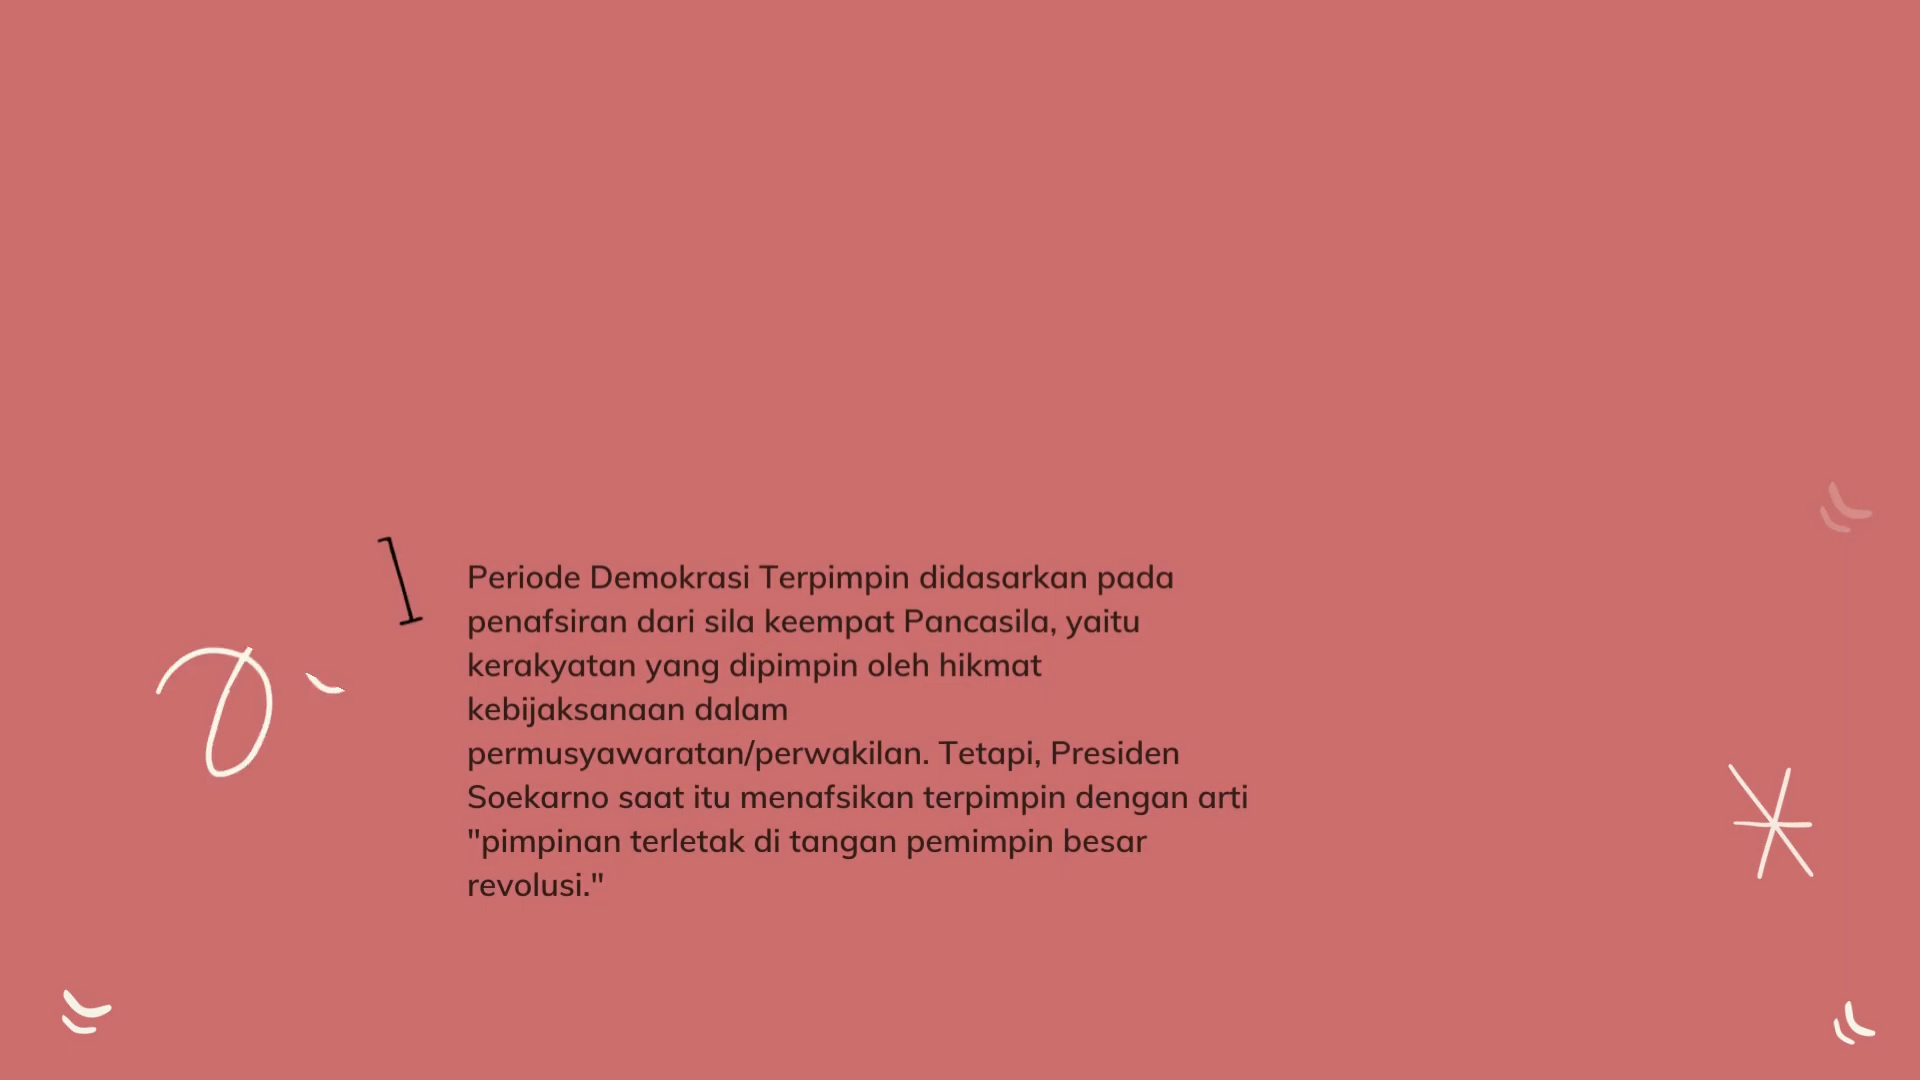 Periode Demokrasi Terpimpin didasarkan pada
penafsiran dari sila keempat Pancasila, yaitu
kerakyatan yang dipimpin oleh hikmat
kebijaksanaan dalam
permusyawaratan/perwakilan. Tetapi, Presiden
Soekarno saat itu menafsikan terpimpin dengan arti
"pimpinan terletak di tangan pemimpin besar
revolusi."